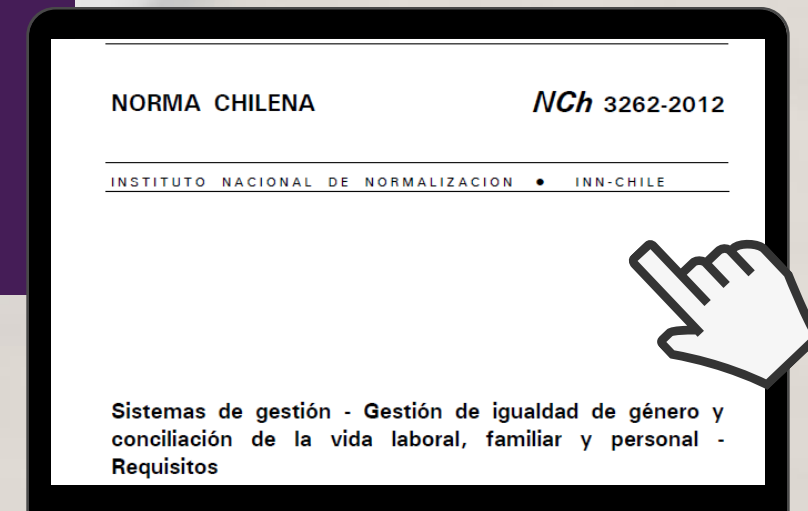 NORMA CHILENA NCh 3262-2012
INSTITUTO NACIONAL DE NORMALIZACION ● INN-CHILE
Sistemas de gestión - Gestión de igualdad de género y
conciliación de la vida laboral, familiar y personal -
Requisitos